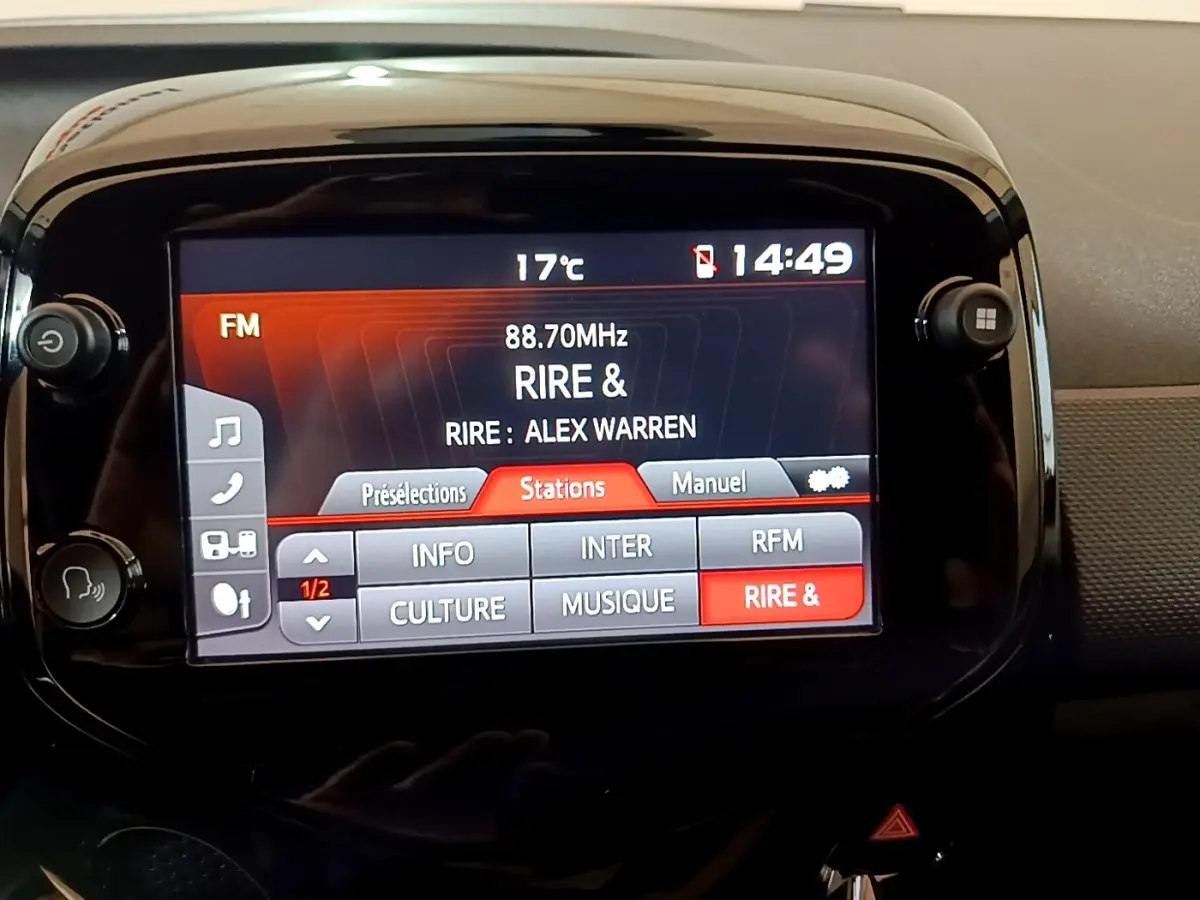 17°C 14:49
FM
88.70MHz
RIRE &
RIRE : ALEX WARREN
Présélections Stations Manuel
INFO INTER RFM
1/2
CULTURE MUSIQUE RIRE &